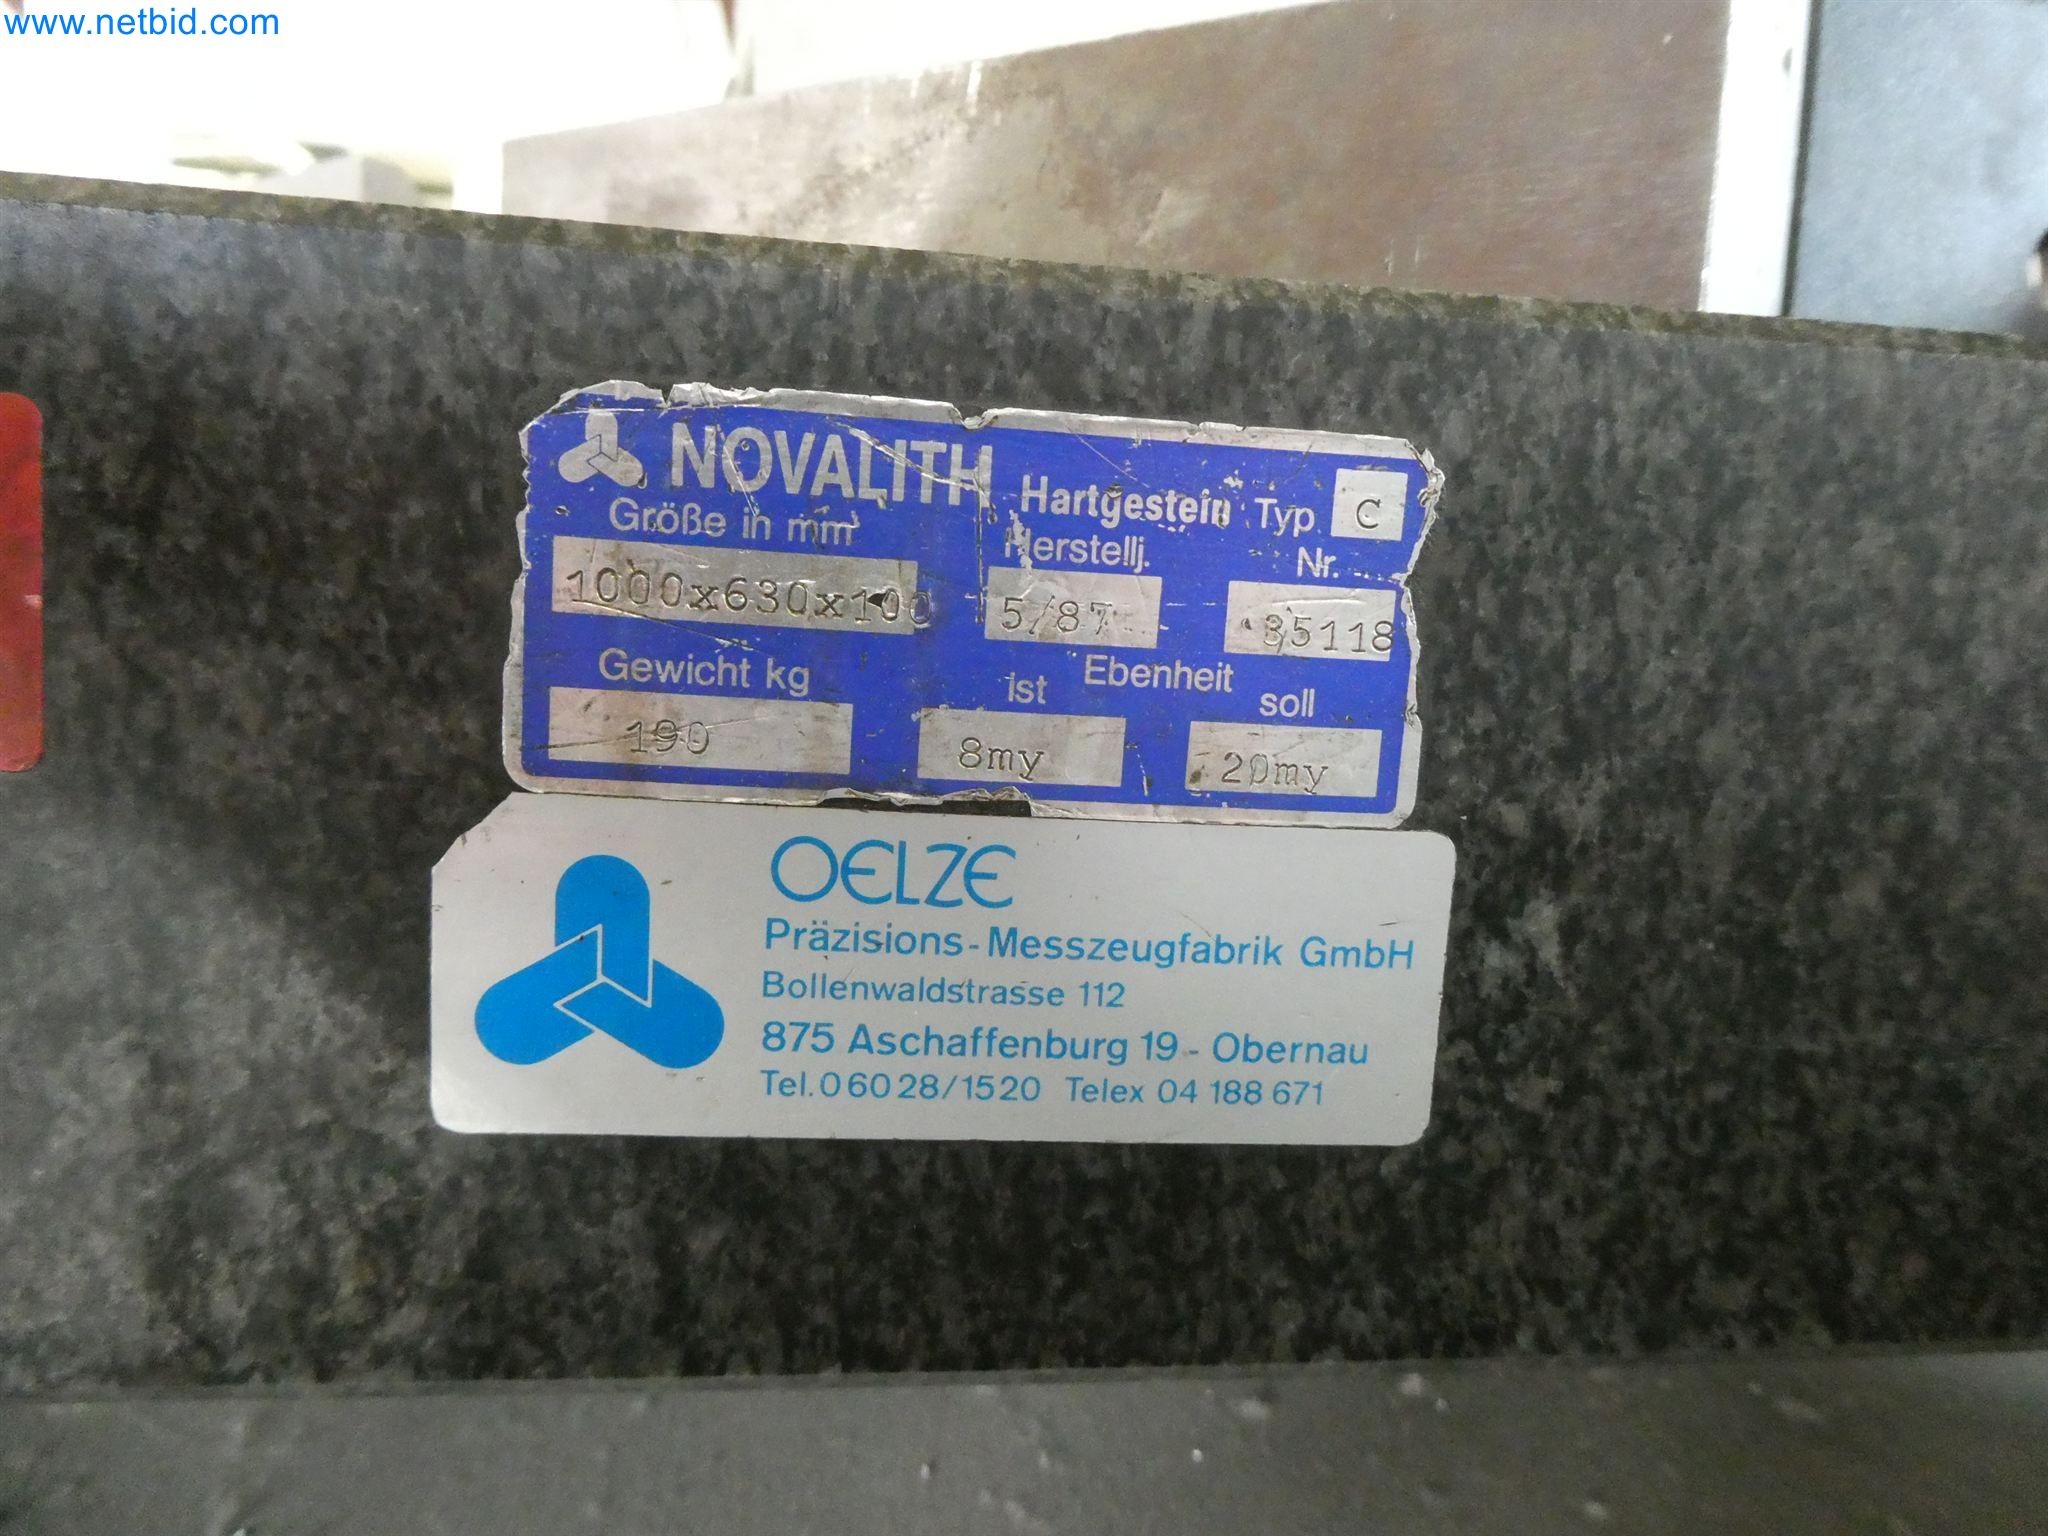 www.netbid.com
NOVALITH Hartgestein Typ C
Größe in mm Herstellj. Nr.
1000x630x100 5/87 35118
Gewicht kg ist Ebenheit soll
190 8my 20my
OELZE
Präzisions-Messzeugfabrik GmbH
Bollenwaldstrasse 112
875 Aschaffenburg 19 - Obernau
Tel.06028/1520 Telex 04 188 671